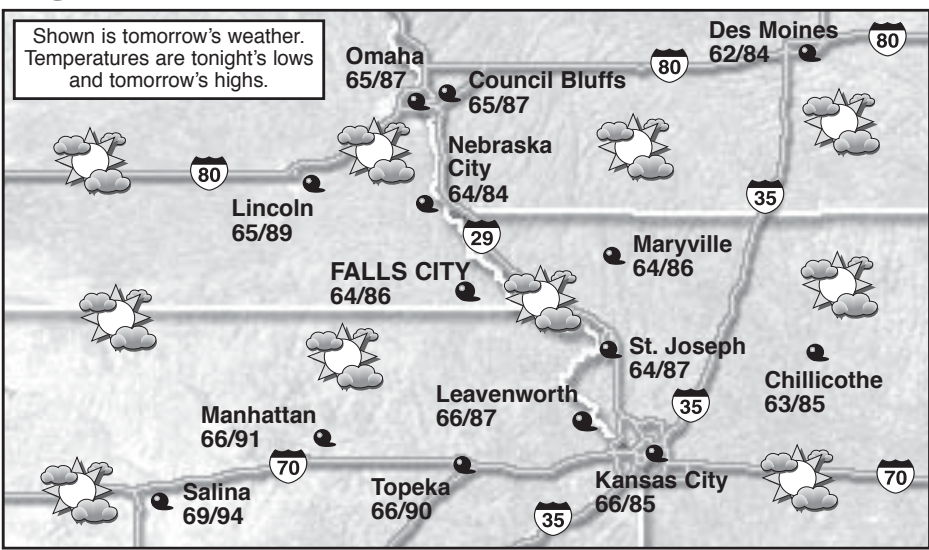 Shown is tomorrow's weather.
Temperatures are tonight's lows
and tomorrow's highs.
Des Moines
62/84
80
Omaha
65/87
80
Council Bluffs
65/87
Nebraska
City
64/84
80
35
Lincoln
65/89
29
Maryville
64/86
FALLS CITY
64/86
St. Joseph
64/87
Chillicothe
63/85
Leavenworth
66/87
35
Manhattan
66/91
70
Salina
69/94
Topeka
66/90
Kansas City
66/85
70
35